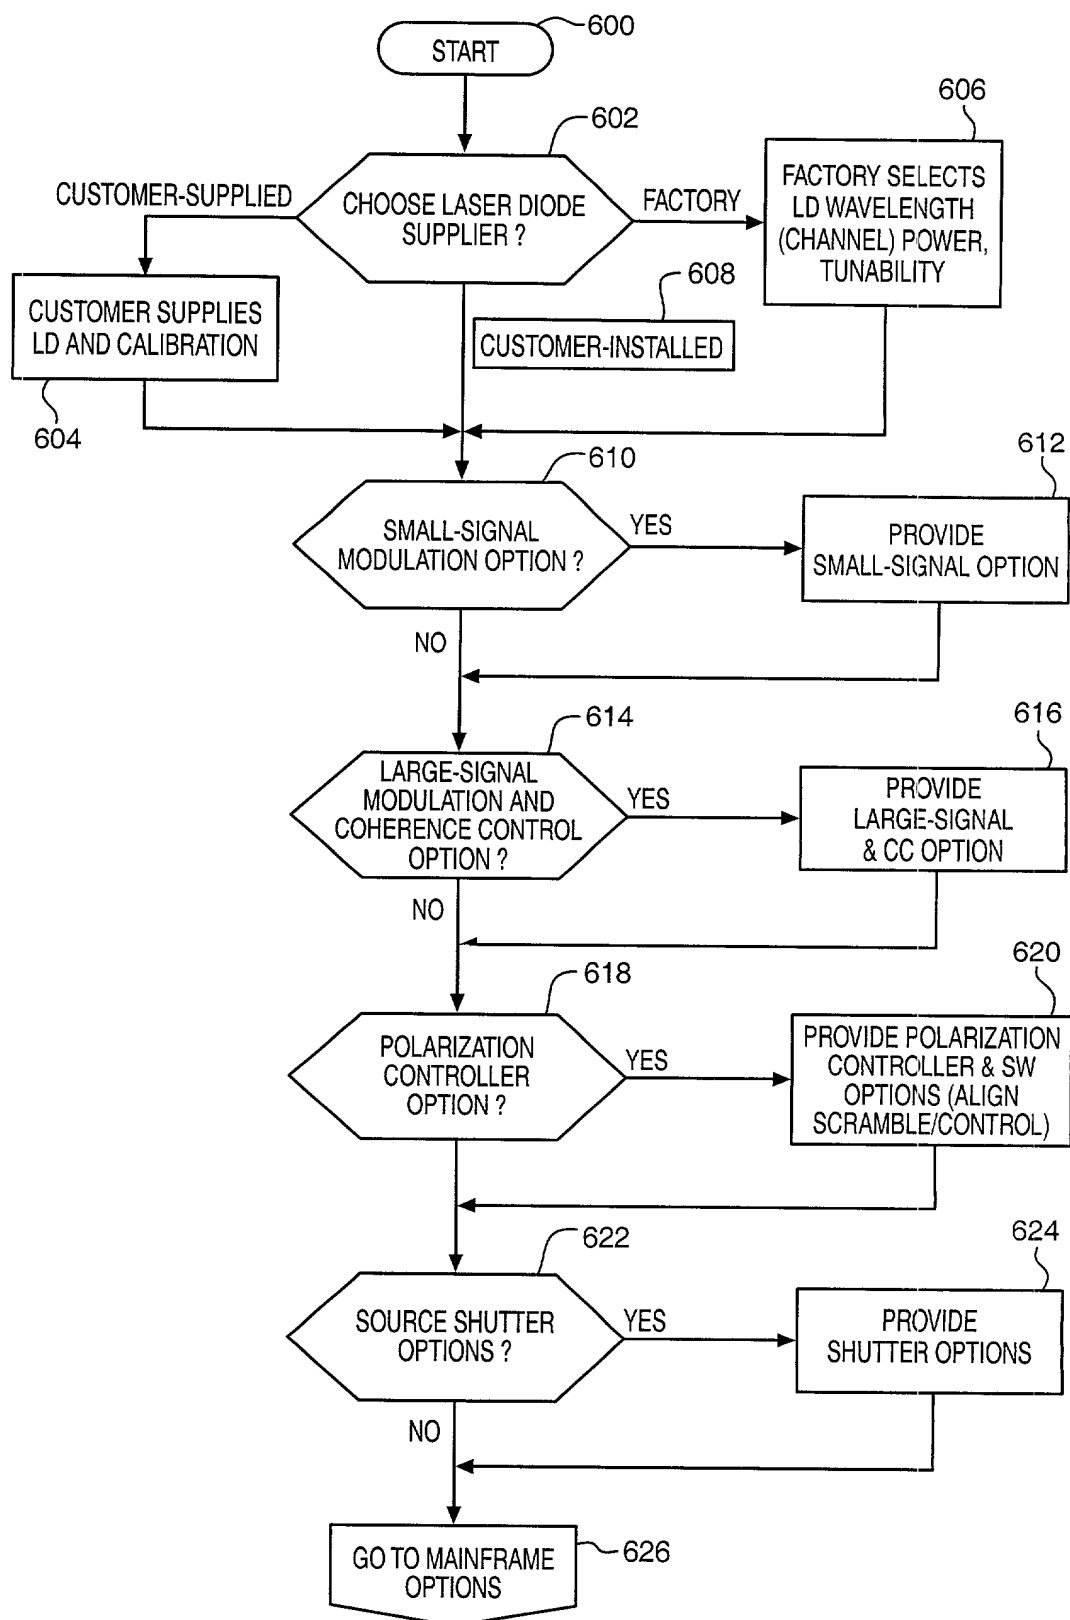 600
START
602
606
CUSTOMER-SUPPLIED
CHOOSE LASER DIODE
SUPPLIER ?
FACTORY
FACTORY SELECTS
LD WAVELENGTH
(CHANNEL) POWER,
TUNABILITY
608
CUSTOMER SUPPLIES
LD AND CALIBRATION
CUSTOMER-INSTALLED
604
610
612
SMALL-SIGNAL
MODULATION OPTION ?
YES
PROVIDE
SMALL-SIGNAL OPTION
NO
614
616
LARGE-SIGNAL
MODULATION AND
COHERENCE CONTROL
OPTION ?
YES
PROVIDE
LARGE-SIGNAL
& CC OPTION
NO
618
620
POLARIZATION
CONTROLLER
OPTION ?
YES
PROVIDE POLARIZATION
CONTROLLER & SW
OPTIONS (ALIGN
SCRAMBLE/CONTROL)
622
624
SOURCE SHUTTER
OPTIONS ?
YES
PROVIDE
SHUTTER OPTIONS
NO
GO TO MAINFRAME
OPTIONS
626